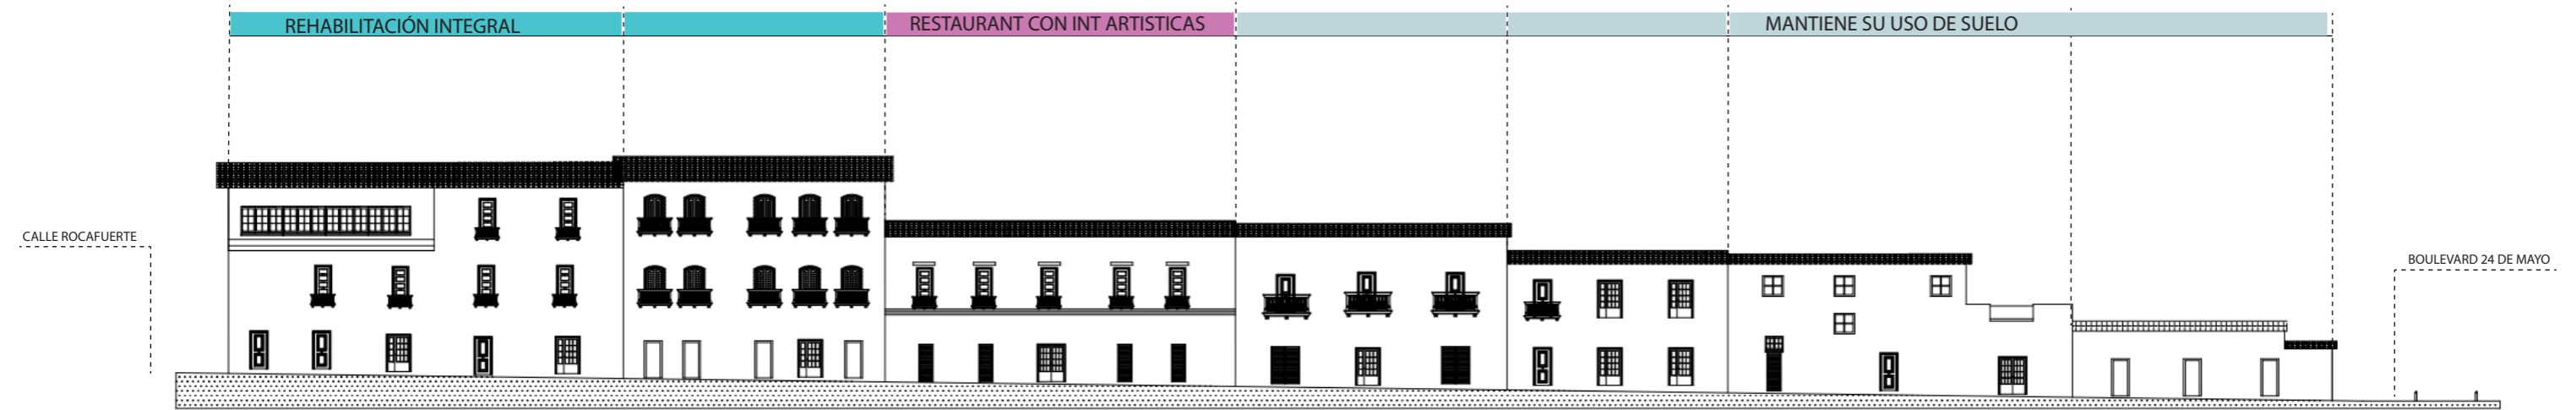 REHABILITACIÓN INTEGRAL
RESTAURANT CON INT ARTISTICAS
MANTIENE SU USO DE SUELO
CALLE ROCAFUERTE
BOULEVARD 24 DE MAYO